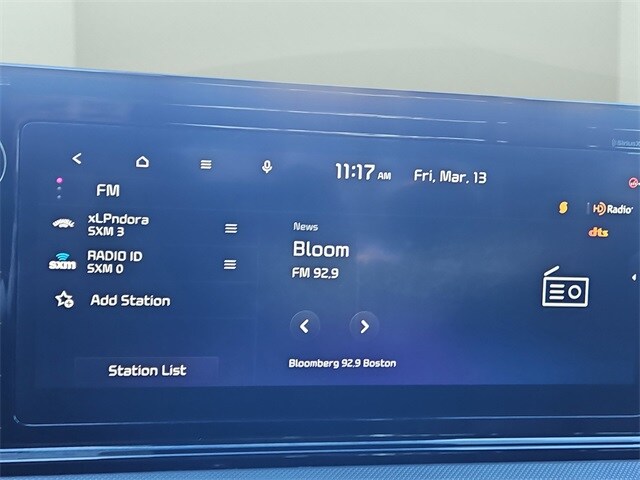 SiriusX
11:17 AM Fri, Mar, 13
FM
HD Radio
dts
xLPndora
SXM 3
News
Bloom
FM 92.9
sxm
RADIO ID
SXM 0
Add Station
Bloomberg 92.9 Boston
Station List